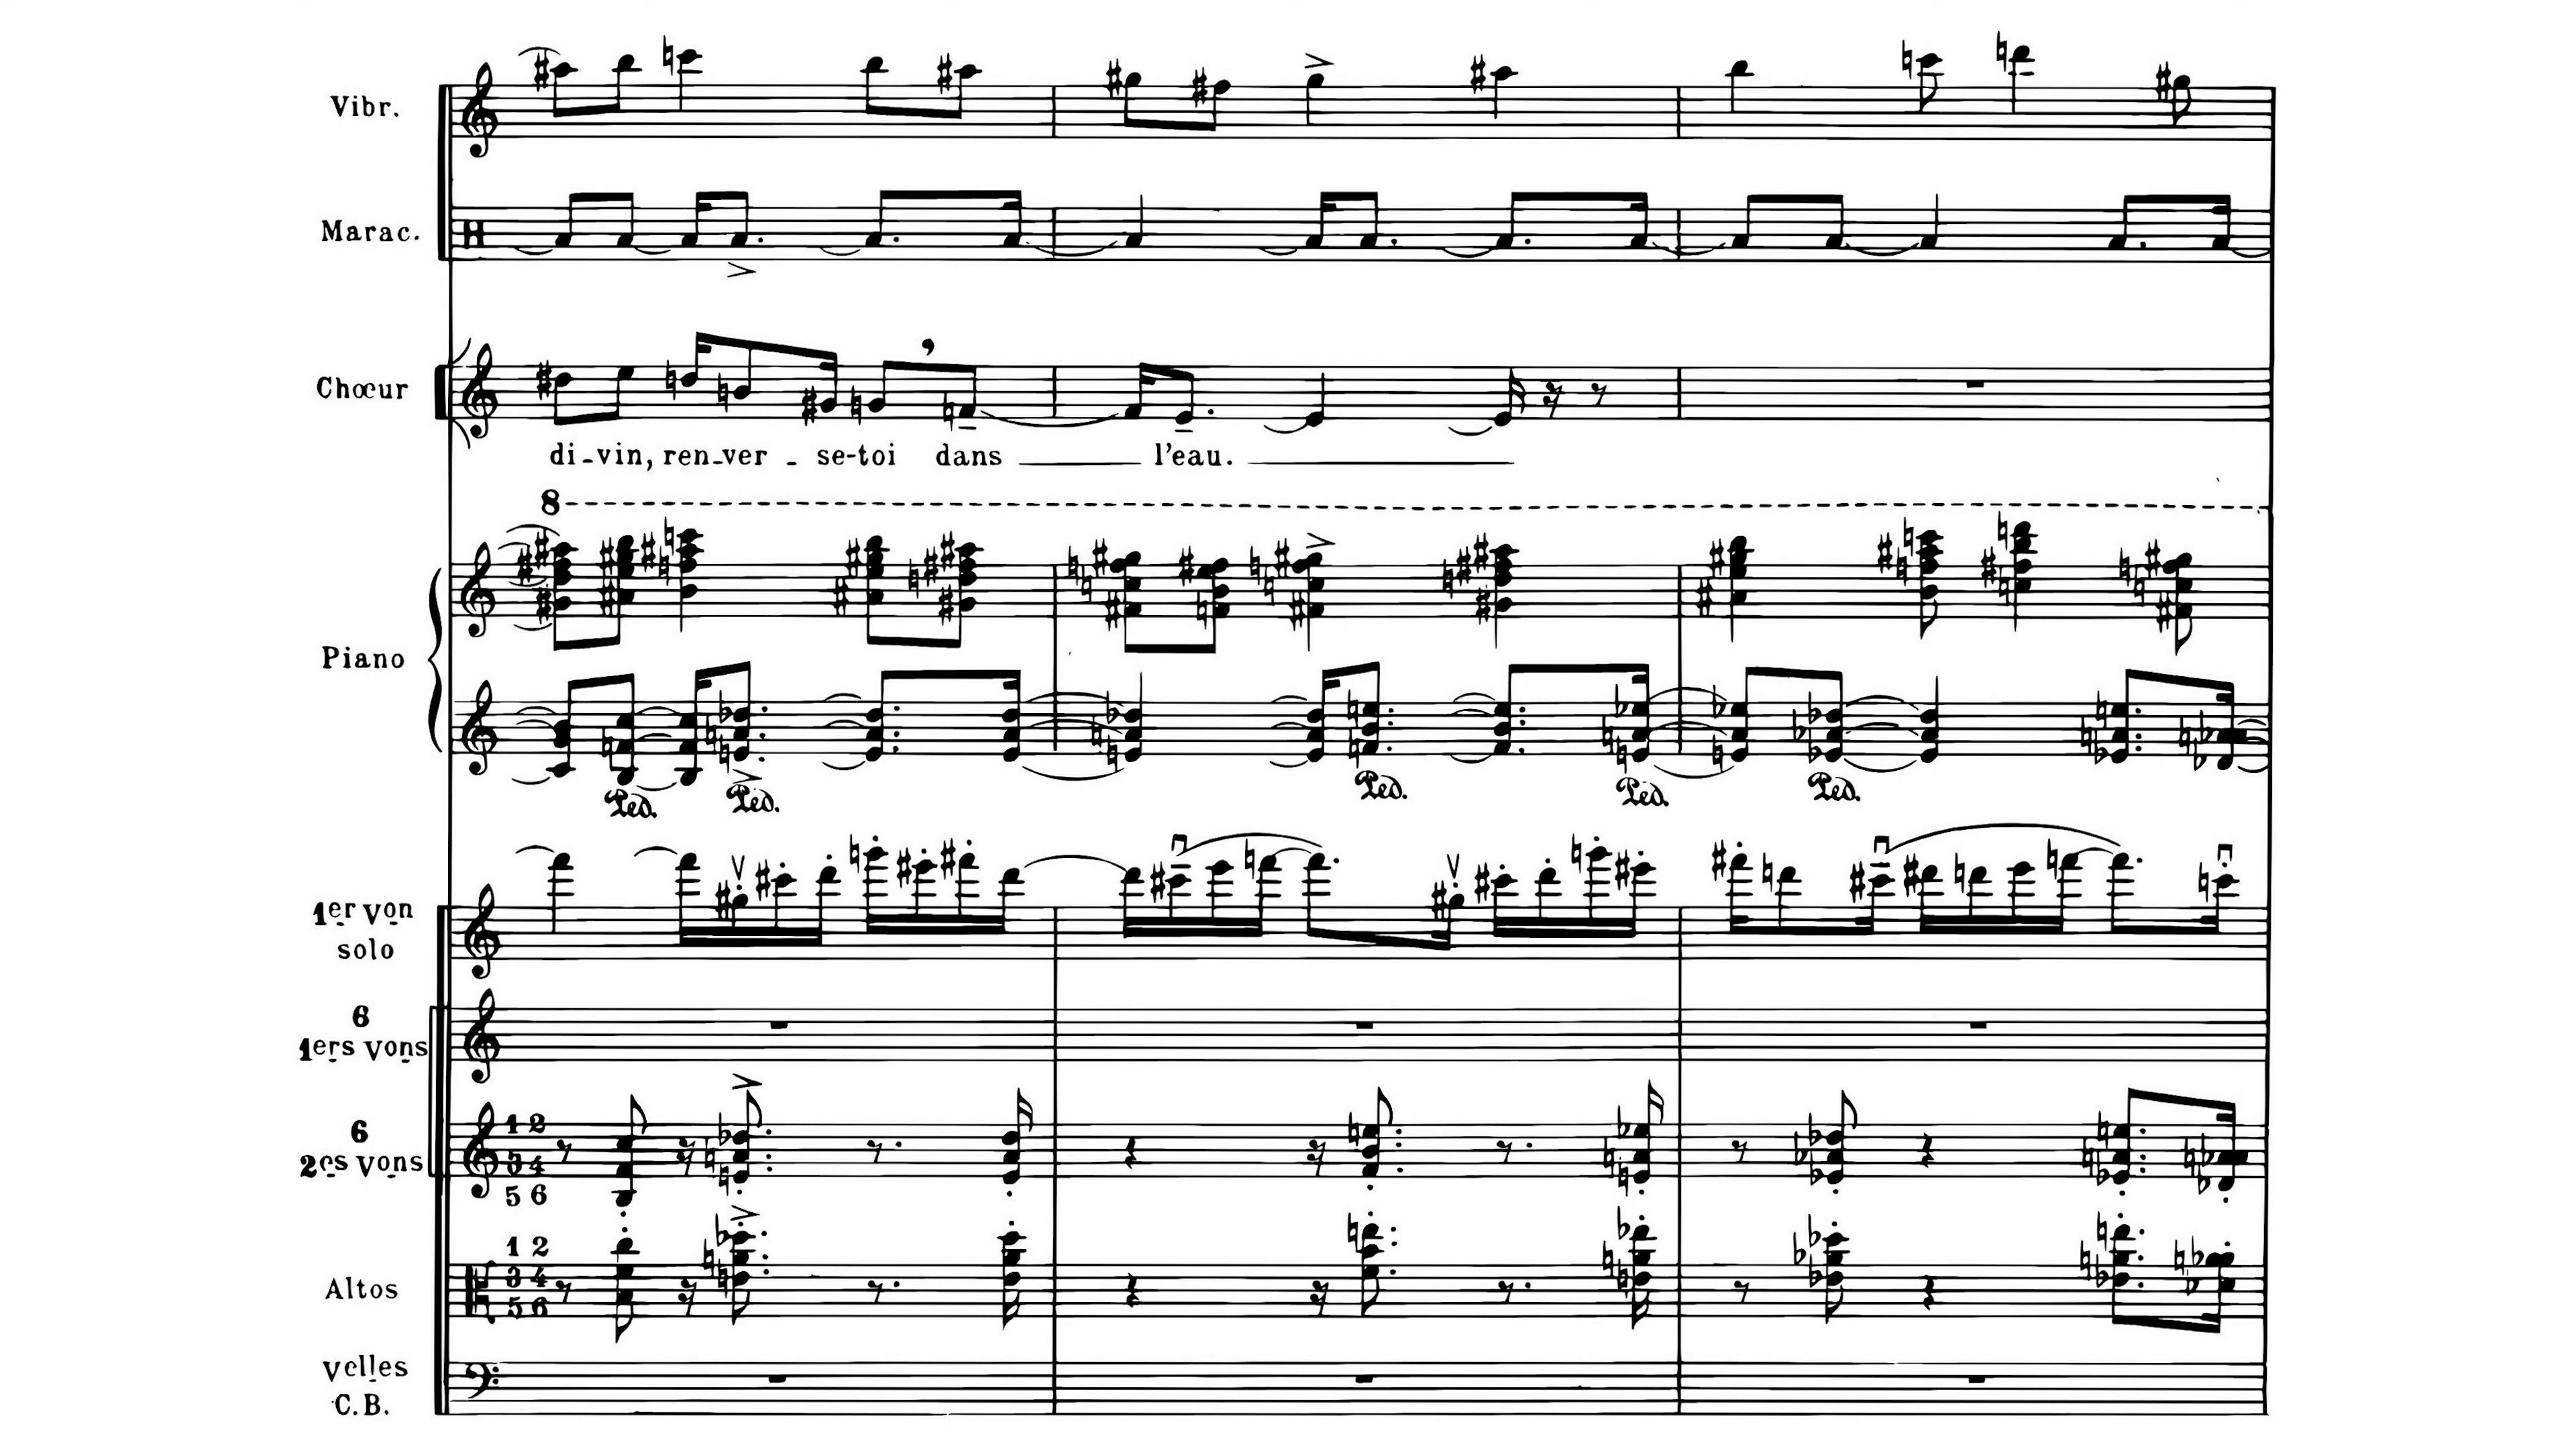 Vibr.
Marac.
Chœur
di-vin, ren-ver - se-toi dans l'eau.
8
Piano
Ped. Ped. Ped. Ped. Ped.
1er Von
solo
6
1ers Vons
6
2es Vons
1 2
3 4
5 6
Altos
1 2
3 4
5 6
Velles
C.B.